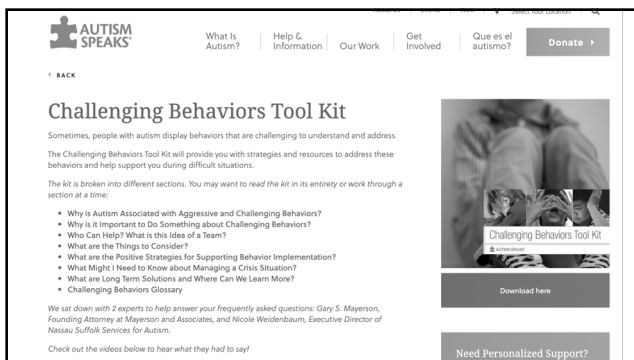 Select Your Location
AUTISM SPEAKS®
What Is Autism?
Help & Information
Our Work
Get Involved
Que es el autismo?
Donate
BACK
Challenging Behaviors Tool Kit
Sometimes, people with autism display behaviors that are challenging to understand and address.
The Challenging Behaviors Tool Kit will provide you with strategies and resources to address these
behaviors and help support you during difficult situations.
The kit is broken into different sections. You may want to read the kit in its entirety or work through a
section at a time:
Why is Autism Associated with Aggressive and Challenging Behaviors?
Why is it Important to Do Something about Challenging Behaviors?
Who Can Help? What is this Idea of a Team?
What are the Things to Consider?
What are the Positive Strategies for Supporting Behavior Implementation?
What Might I Need to Know about Managing a Crisis Situation?
What are Long Term Solutions and Where Can We Learn More?
Challenging Behaviors Glossary
We sat down with 2 experts to help answer your frequently asked questions: Gary S. Mayerson,
Founding Attorney at Mayerson and Associates, and Nicole Weidenbaum, Executive Director of
Nassau Suffolk Services for Autism.
Check out the videos below to hear what they had to say!
Challenging Behaviors Tool Kit
AUTISM SPEAKS
Download here
Need Personalized Support?